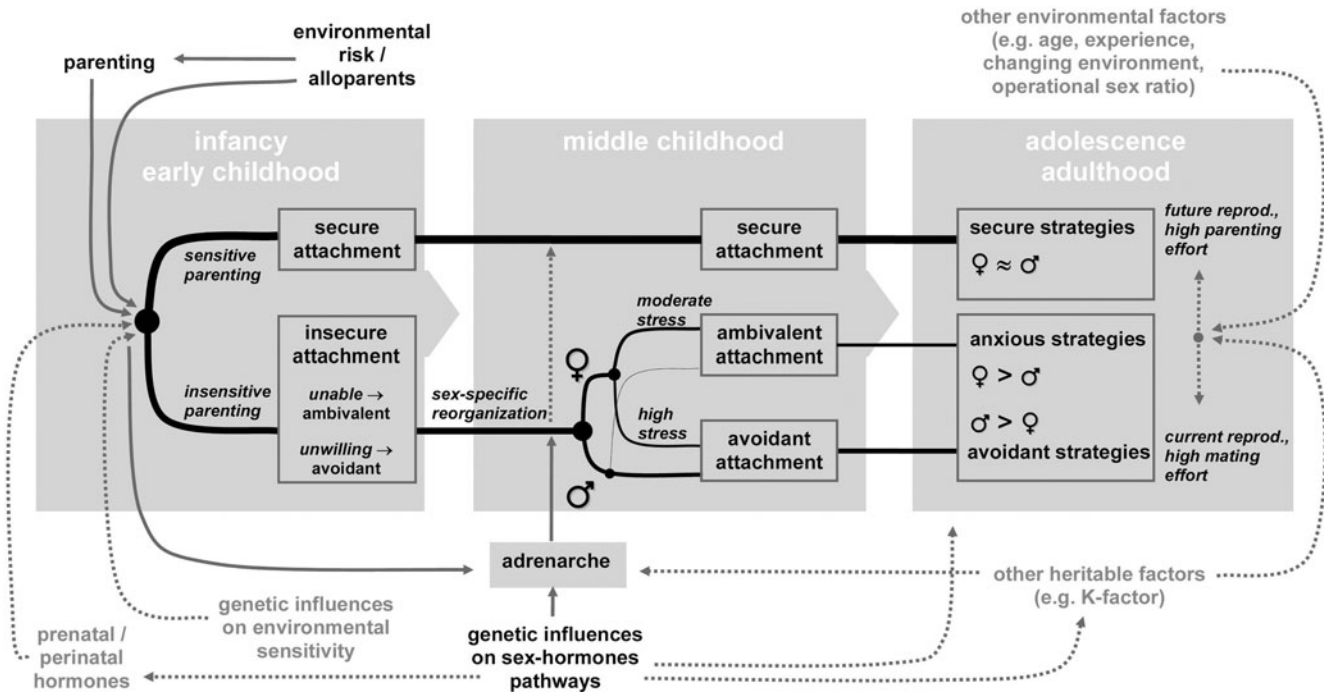 environmental
risk /
alloparents
parenting
other environmental factors
(e.g. age, experience,
changing environment,
operational sex ratio)
infancy
early childhood
middle childhood
adolescence
adulthood
secure
attachment
sensitive
parenting
insecure
attachment
unable →
ambivalent
unwilling →
avoidant
insensitive
parenting
sex-specific
reorganization
secure
attachment
moderate
stress
ambivalent
attachment
♀
high
stress
avoidant
attachment
♂
secure strategies
♀ ≈ ♂
anxious strategies
♀ > ♂
♂ > ♀
avoidant strategies
future reprod.,
high parenting
effort
current reprod.,
high mating
effort
adrenarche
other heritable factors
(e.g. K-factor)
genetic influences
on environmental
sensitivity
genetic influences
on sex-hormones
pathways
prenatal /
perinatal
hormones